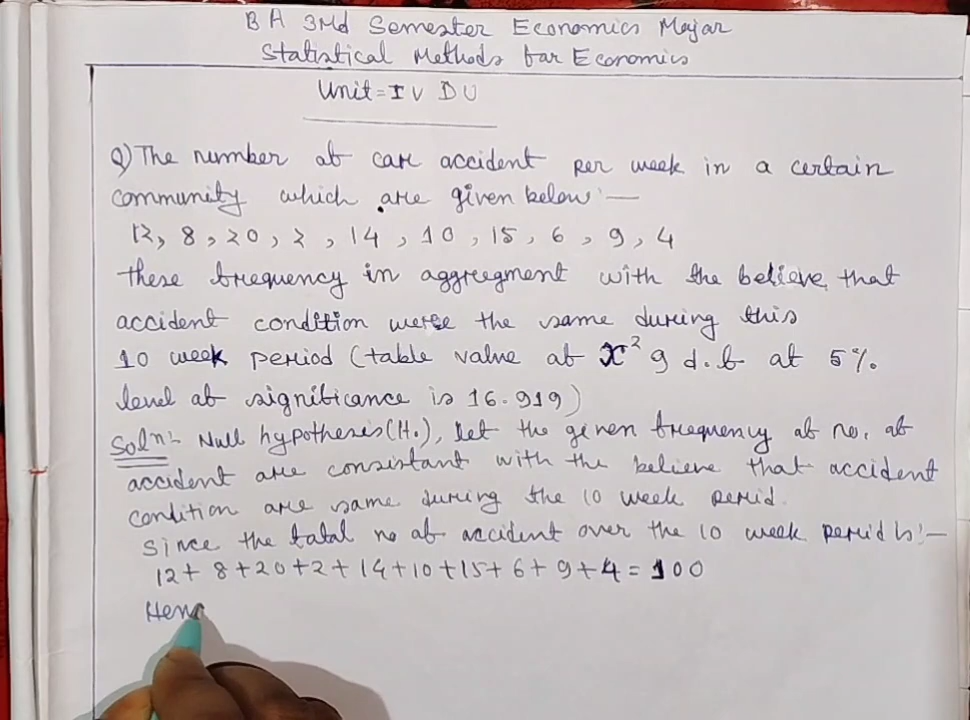 BA 3rd Semester Economics Major
Statistical Methods for Economics
Unit = IV DU
Q) The number of car accident per week in a certain
community which are given below :—
12, 8, 20, 2, 14, 10, 15, 6, 9, 4
these frequency in aggreegment with the believe that
accident condition were the same during this
10 week period (table value of x² 9 d.f at 5%.
level of significance is 16.919)
Soln:- Null hypothesis (H.), let the given frequency of no. of
accident are consistant with the believe that accident
condition are same during the 10 week period.
Since the total no of accident over the 10 week period is :—
12 + 8 + 20 + 2 + 14 + 10 + 15 + 6 + 9 + 4 = 100
Henc